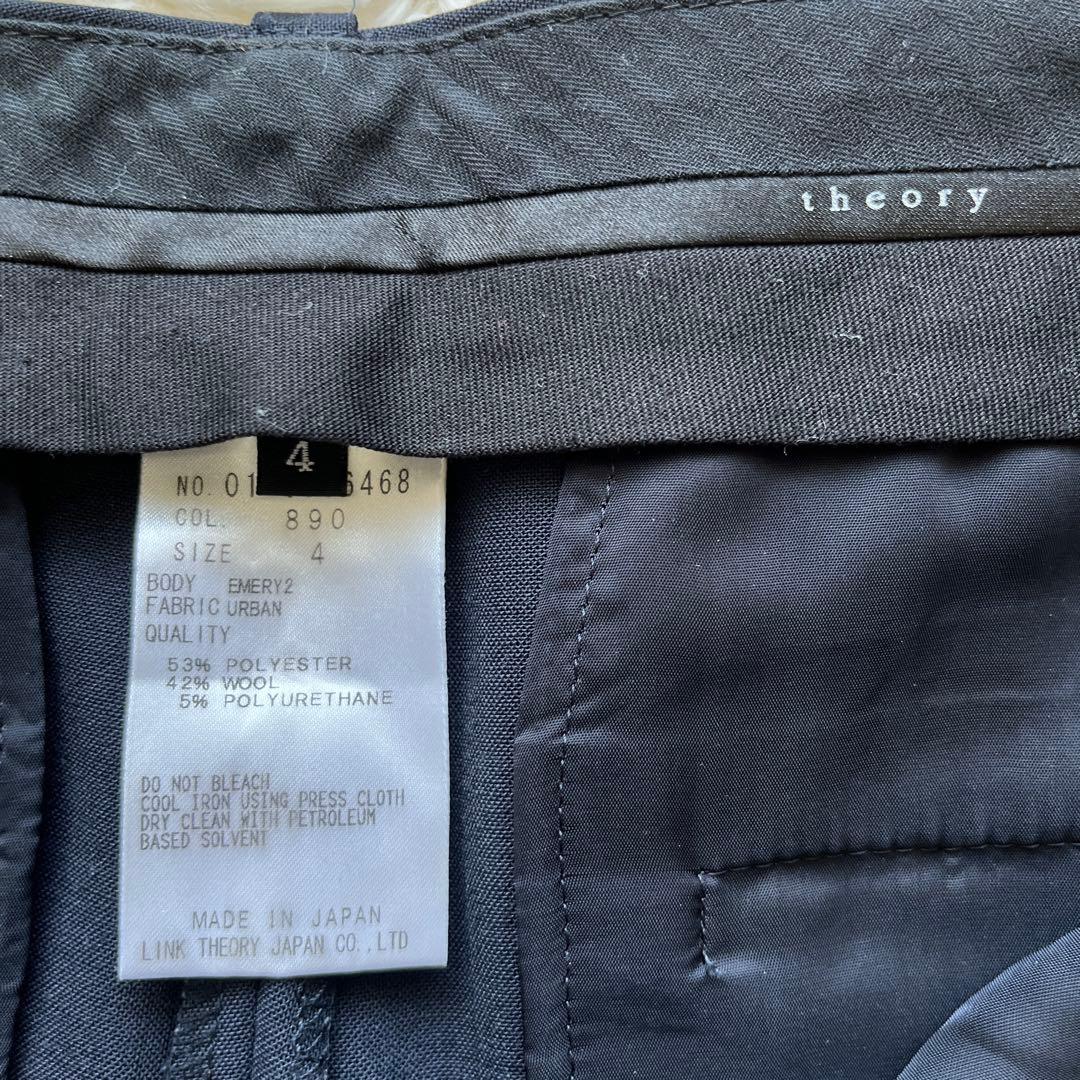 theory
4
NO. 01 6468
COL. 890
SIZE 4
BODY EMERY2
FABRIC URBAN
QUALITY
53% POLYESTER
42% WOOL
5% POLYURETHANE
DO NOT BLEACH
COOL IRON USING PRESS CLOTH
DRY CLEAN WITH PETROLEUM
BASED SOLVENT
MADE IN JAPAN
LINK THEORY JAPAN CO.,LTD